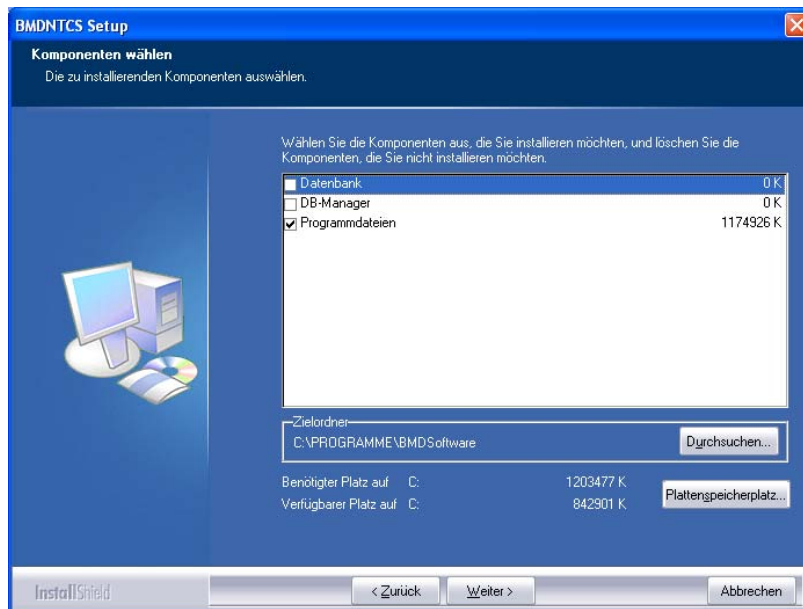 BMDNTCS Setup
Komponenten wählen
Die zu installierenden Komponenten auswählen.
Wählen Sie die Komponenten aus, die Sie installieren möchten, und löschen Sie die
Komponenten, die Sie nicht installieren möchten.
Datenbank 0 K
DB-Manager 0 K
Programmdateien 1174926 K
Zielordner
C:\PROGRAMME\BMDSoftware
Durchsuchen...
Benötigter Platz auf C: 1203477 K
Verfügbarer Platz auf C: 842901 K
Plattenspeicherplatz...
InstallShield
< Zurück
Weiter >
Abbrechen